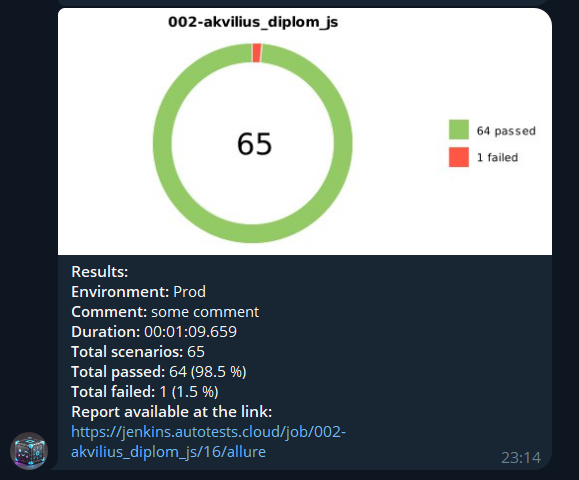 002-akvilius_diplom_js
65
64 passed
1 failed
Results:
Environment: Prod
Comment: some comment
Duration: 00:01:09.659
Total scenarios: 65
Total passed: 64 (98.5 %)
Total failed: 1 (1.5 %)
Report available at the link:
https://jenkins.autotests.cloud/job/002-
akvilius_diplom_js/16/allure
23:14